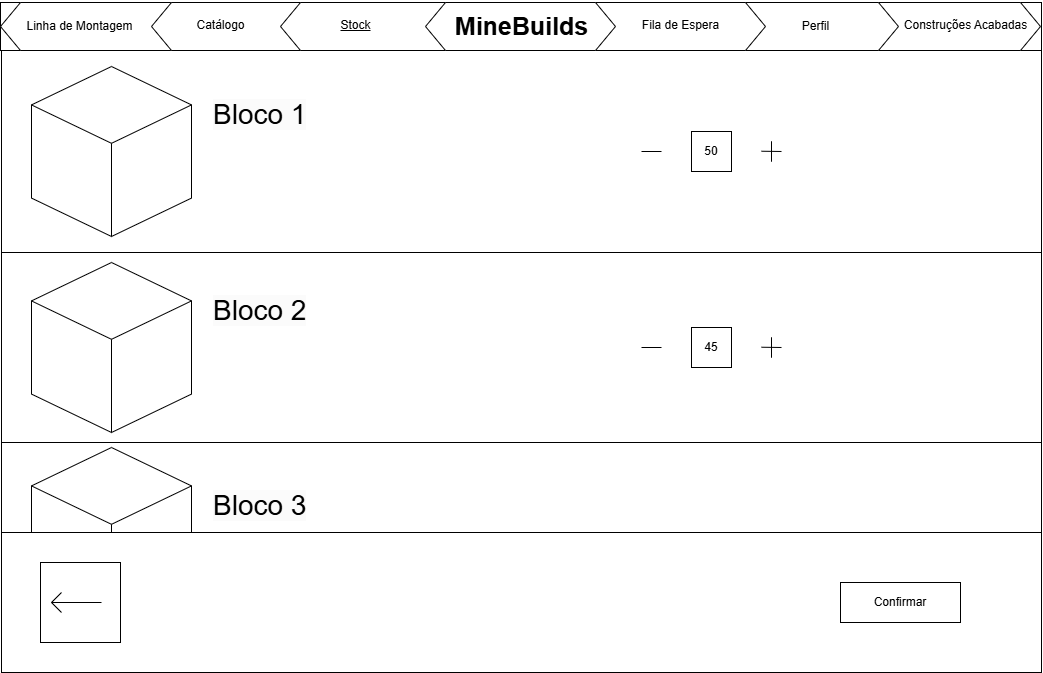 Linha de Montagem
Catálogo
Stock
MineBuilds
Fila de Espera
Perfil
Construções Acabadas
Bloco 1
50
Bloco 2
45
Bloco 3
Confirmar